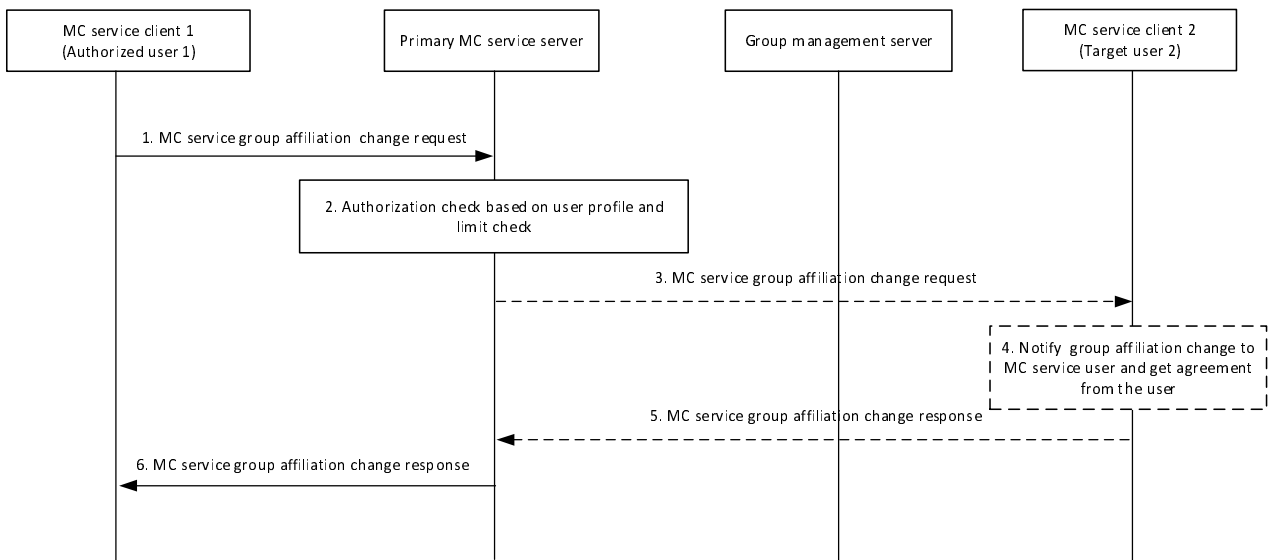 MC service client 1
(Authorized user 1)
Primary MC service server
Group management server
MC service client 2
(Target user 2)
1. MC service group affiliation change request
2. Authorization check based on user profile and
limit check
3. MC service group affiliation change request
4. Notify group affiliation change to
MC service user and get agreement
from the user
5. MC service group affiliation change response
6. MC service group affiliation change response